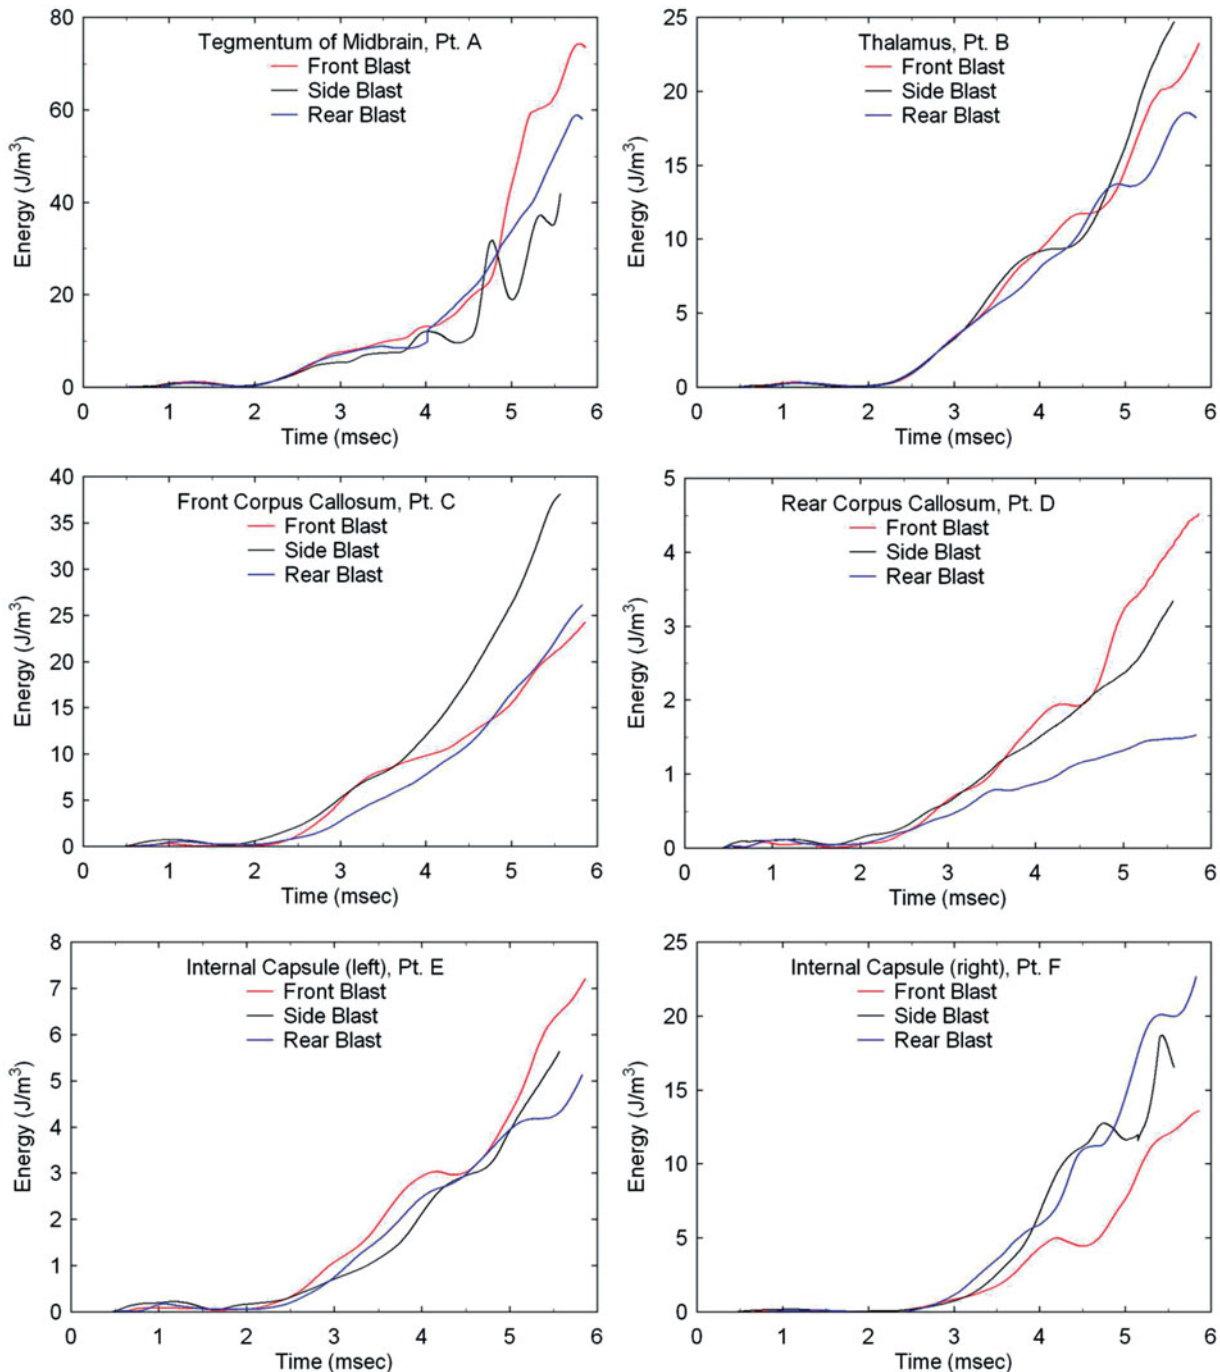 Tegmentum of Midbrain, Pt. A
Front Blast
Side Blast
Rear Blast
Energy (J/m³)
80
60
40
20
0
0 1 2 3 4 5 6
Time (msec)
Thalamus, Pt. B
Front Blast
Side Blast
Rear Blast
Energy (J/m³)
25
20
15
10
5
0
0 1 2 3 4 5 6
Time (msec)
Front Corpus Callosum, Pt. C
Front Blast
Side Blast
Rear Blast
Energy (J/m³)
40
35
30
25
20
15
10
5
0
0 1 2 3 4 5 6
Time (msec)
Rear Corpus Callosum, Pt. D
Front Blast
Side Blast
Rear Blast
Energy (J/m³)
5
4
3
2
1
0
0 1 2 3 4 5 6
Time (msec)
Internal Capsule (left), Pt. E
Front Blast
Side Blast
Rear Blast
Energy (J/m³)
8
7
6
5
4
3
2
1
0
0 1 2 3 4 5 6
Time (msec)
Internal Capsule (right), Pt. F
Front Blast
Side Blast
Rear Blast
Energy (J/m³)
25
20
15
10
5
0
0 1 2 3 4 5 6
Time (msec)